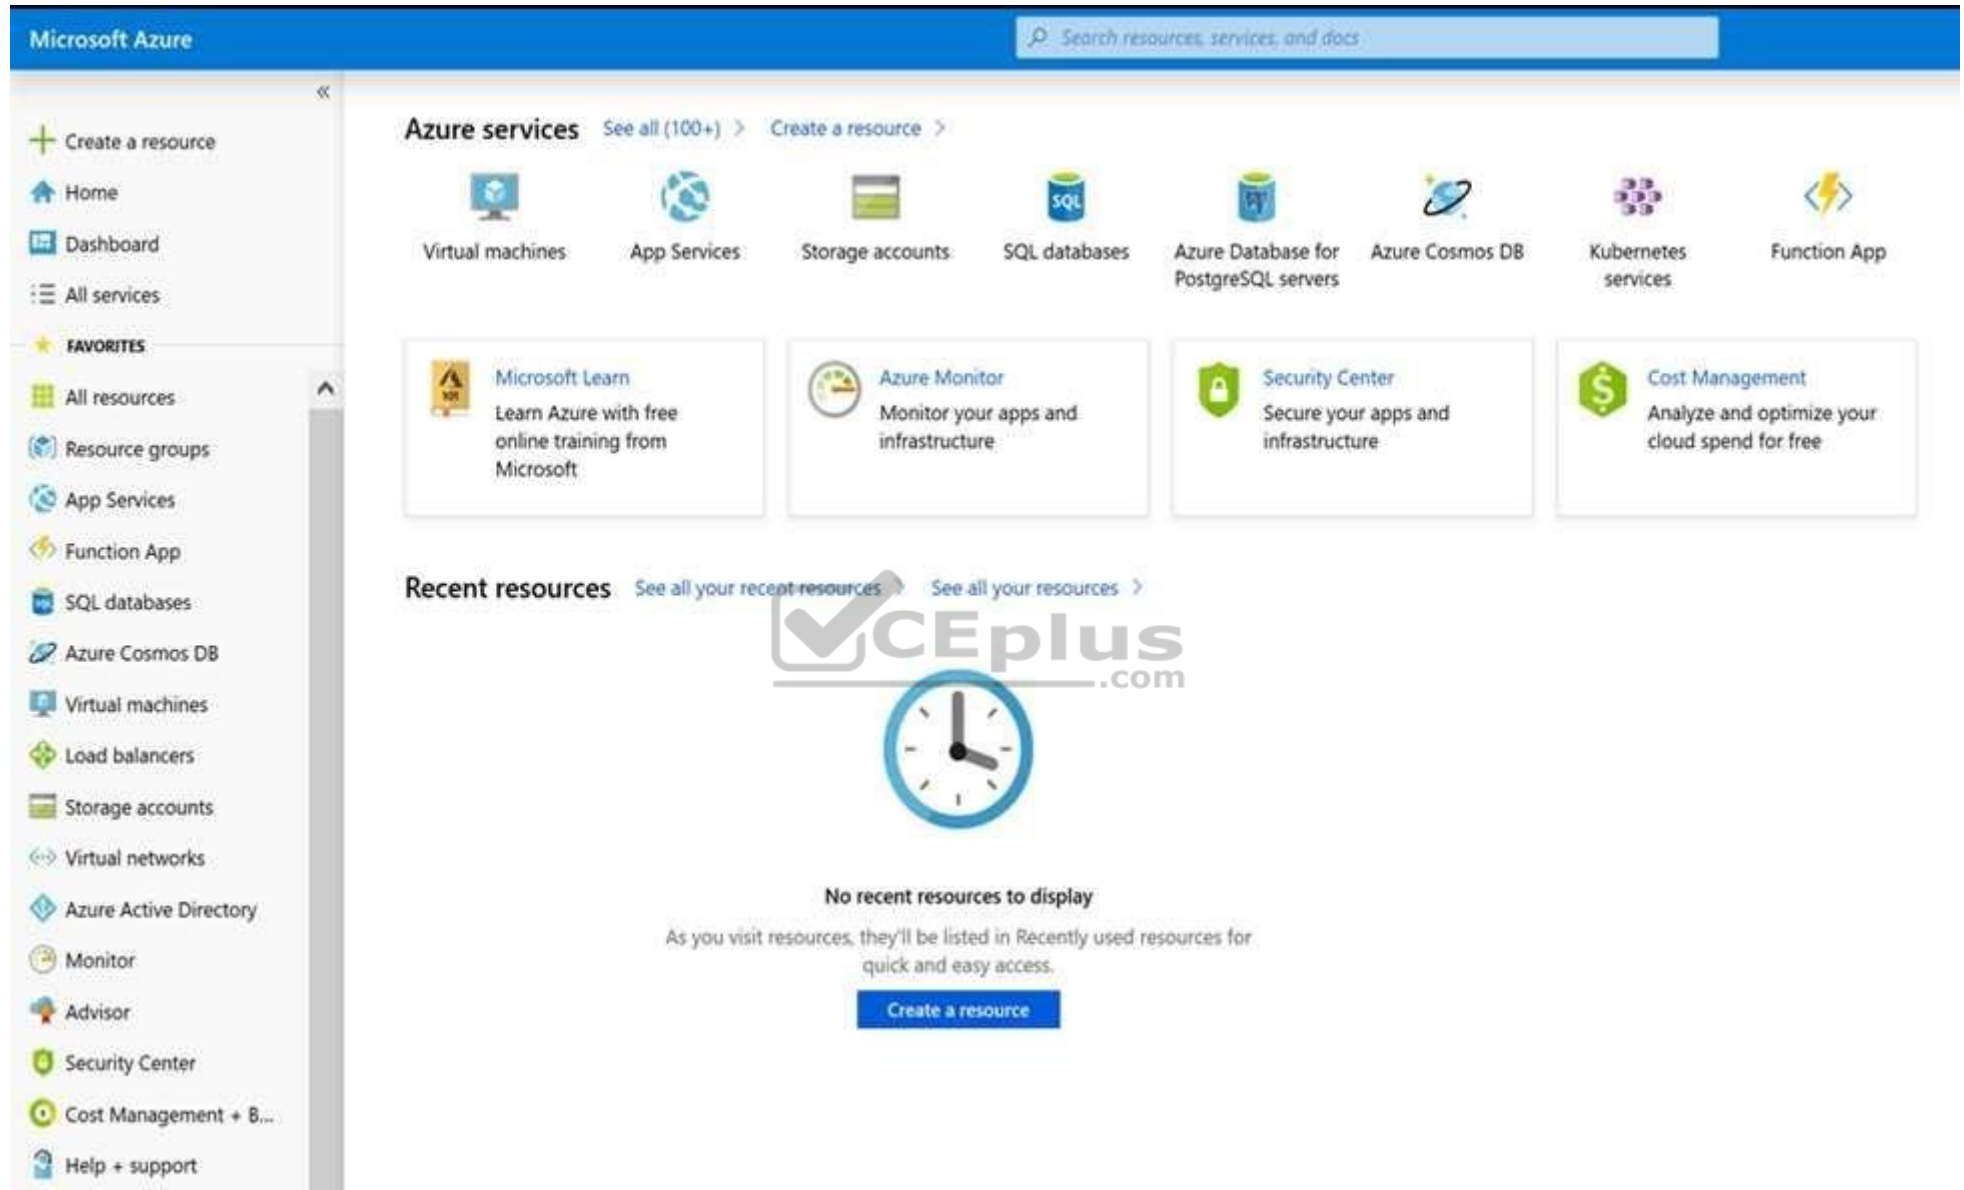 Microsoft Azure
Search resources, services, and docs
«
Create a resource
Home
Dashboard
All services
FAVORITES
All resources
Resource groups
App Services
Function App
SQL databases
Azure Cosmos DB
Virtual machines
Load balancers
Storage accounts
Virtual networks
Azure Active Directory
Monitor
Advisor
Security Center
Cost Management + B...
Help + support
Azure services See all (100+) > Create a resource >
Virtual machines
App Services
Storage accounts
SQL
SQL databases
Azure Database for
PostgreSQL servers
Azure Cosmos DB
Kubernetes
services
Function App
Microsoft Learn
Learn Azure with free
online training from
Microsoft
Azure Monitor
Monitor your apps and
infrastructure
Security Center
Secure your apps and
infrastructure
$
Cost Management
Analyze and optimize your
cloud spend for free
Recent resources See all your recent resources > See all your resources >
VCEplus
.com
No recent resources to display
As you visit resources, they'll be listed in Recently used resources for
quick and easy access.
Create a resource